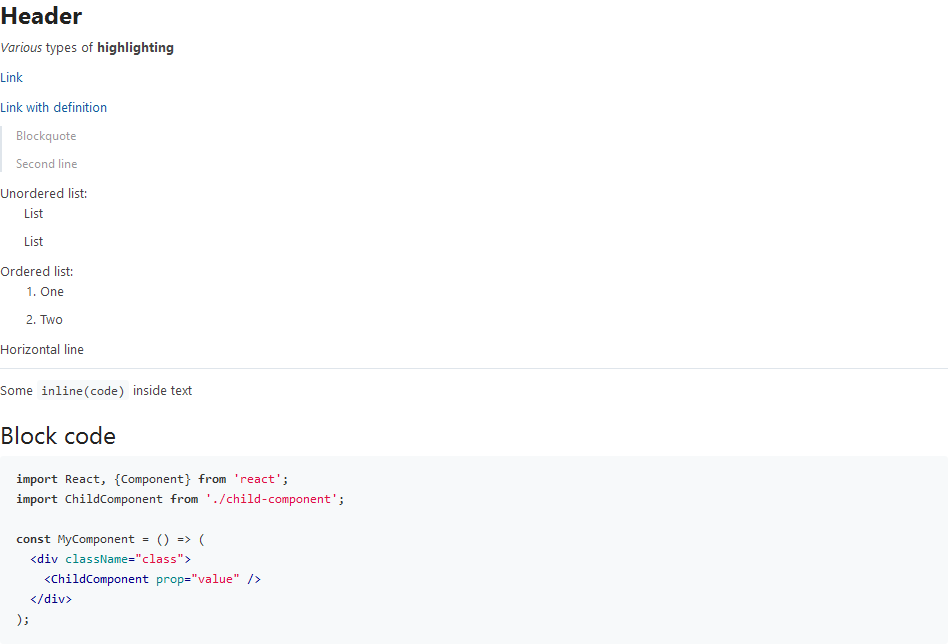 Header
Various types of highlighting
Link
Link with definition
Blockquote
Second line
Unordered list:
List
List
Ordered list:
1. One
2. Two
Horizontal line
Some inline(code) inside text
Block code
import React, {Component} from 'react';
import ChildComponent from './child-component';
const MyComponent = () => (
<div className="class">
<ChildComponent prop="value" />
</div>
);